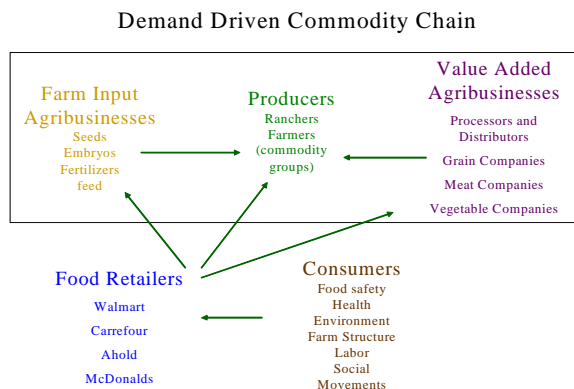 Demand Driven Commodity Chain
Farm Input
Agribusinesses
Seeds
Embryos
Fertilizers
feed
Producers
Ranchers
Farmers
(commodity
groups)
Value Added
Agribusinesses
Processors and
Distributors
Grain Companies
Meat Companies
Vegetable Companies
Food Retailers
Walmart
Carrefour
Ahold
McDonalds
Consumers
Food safety
Health
Environment
Farm Structure
Labor
Social
Movements